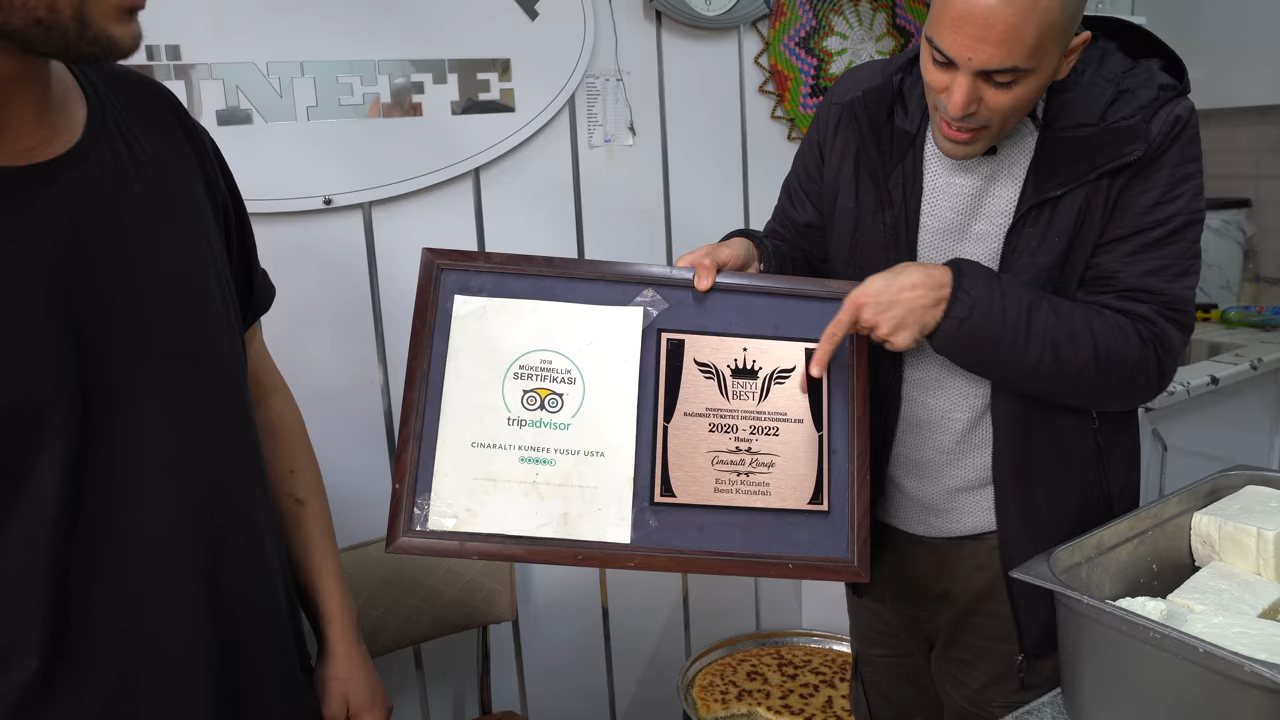 ÜNEFE
2018
MÜKEMMELLİK
SERTİFİKASI
tripadvisor
CINARALTI KUNEFE YUSUF USTA
ENİYİ
BEST
INDEPENDENT CONSUMER RATINGS
BAĞIMSIZ TÜKETİCİ DEĞERLENDİRMELERİ
2020 - 2022
• Hatay •
Çınaraltı Künefe
En İyi Künefe
Best Kunafah